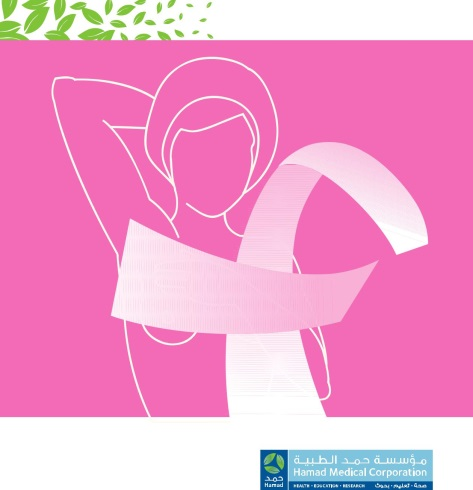 مؤسسة حمد الطبية
Hamad Medical Corporation
حمد
Hamad
صحة • تعليم • بحوث
HEALTH • EDUCATION • RESEARCH